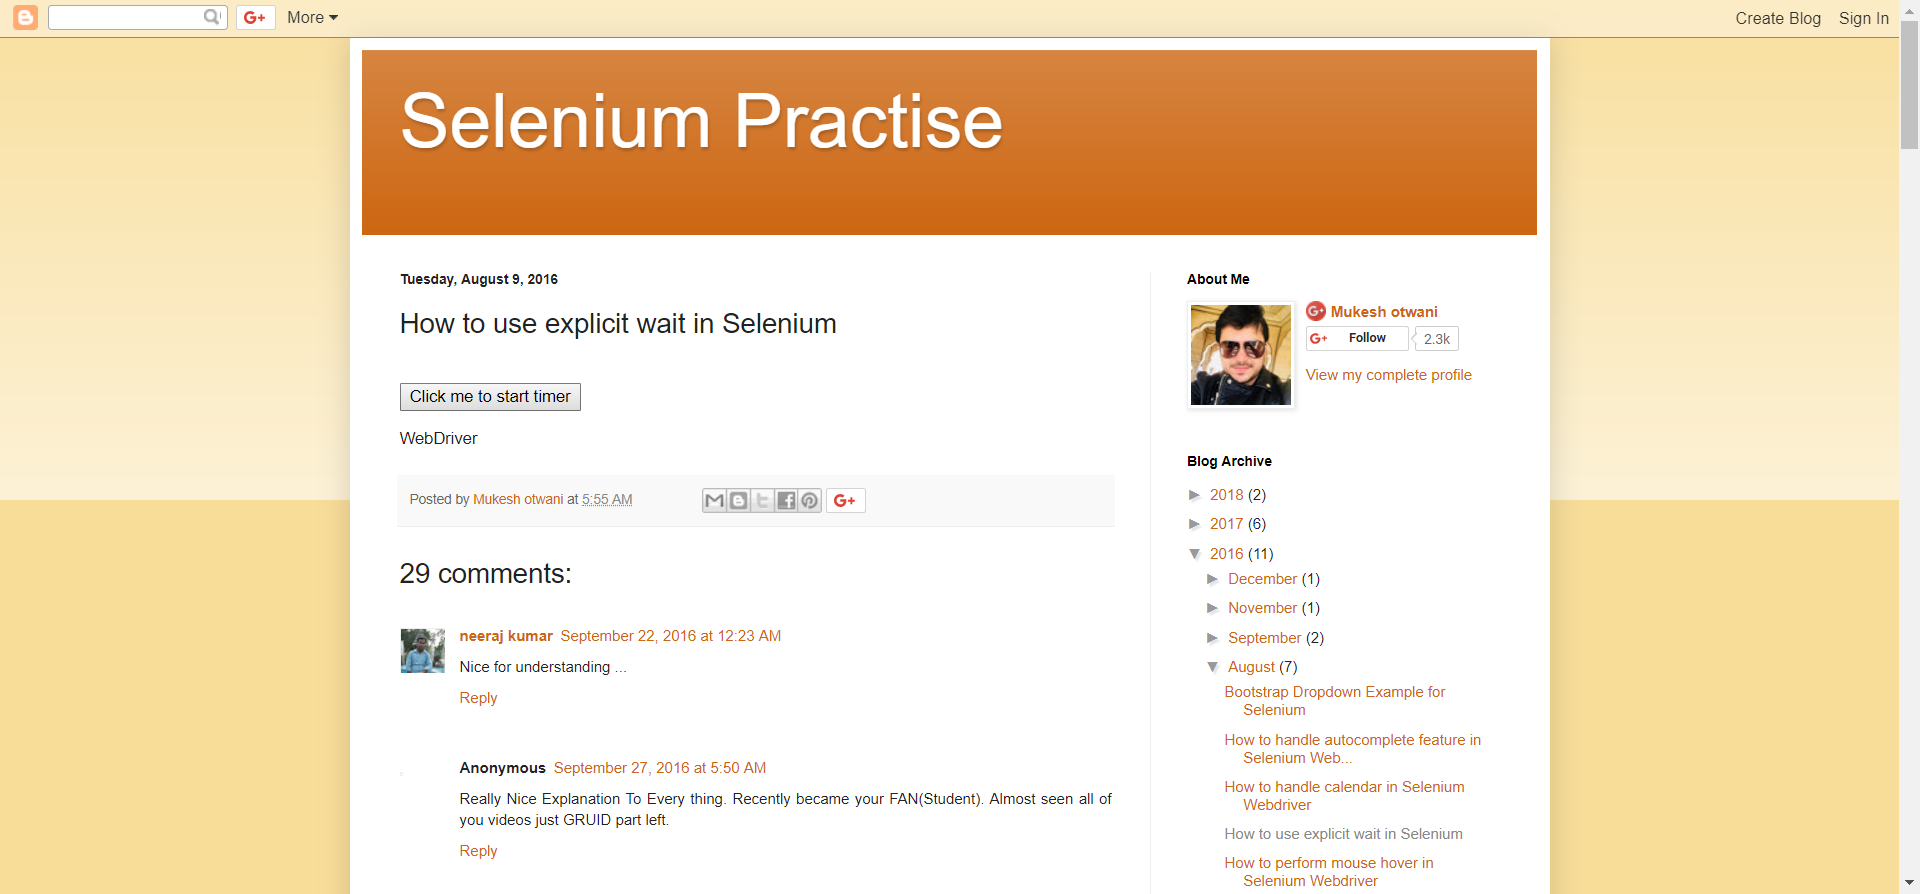 More
Create Blog
Sign In
Selenium Practise
Tuesday, August 9, 2016
How to use explicit wait in Selenium
Click me to start timer
WebDriver
Posted by Mukesh otwani at 5:55 AM
G+
29 comments:
neeraj kumar September 22, 2016 at 12:23 AM
Nice for understanding ...
Reply
Anonymous September 27, 2016 at 5:50 AM
Really Nice Explanation To Every thing. Recently became your FAN(Student). Almost seen all of
you videos just GRUID part left.
Reply
About Me
Mukesh otwani
G+ Follow 2.3k
View my complete profile
Blog Archive
► 2018 (2)
► 2017 (6)
▼ 2016 (11)
► December (1)
► November (1)
► September (2)
▼ August (7)
Bootstrap Dropdown Example for
Selenium
How to handle autocomplete feature in
Selenium Web...
How to handle calendar in Selenium
Webdriver
How to use explicit wait in Selenium
How to perform mouse hover in
Selenium Webdriver